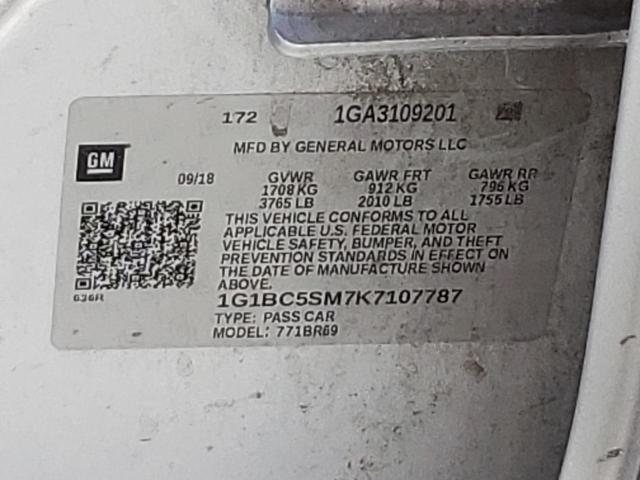 172 1GA3109201
MFD BY GENERAL MOTORS LLC
GM
09/18 GVWR GAWR FRT GAWR RR
1708 KG 912 KG 796 KG
3765 LB 2010 LB 1755 LB
THIS VEHICLE CONFORMS TO ALL
APPLICABLE U.S. FEDERAL MOTOR
VEHICLE SAFETY, BUMPER, AND THEFT
PREVENTION STANDARDS IN EFFECT ON
THE DATE OF MANUFACTURE SHOWN
ABOVE.
636R
1G1BC5SM7K7107787
TYPE: PASS CAR
MODEL: 771BR69